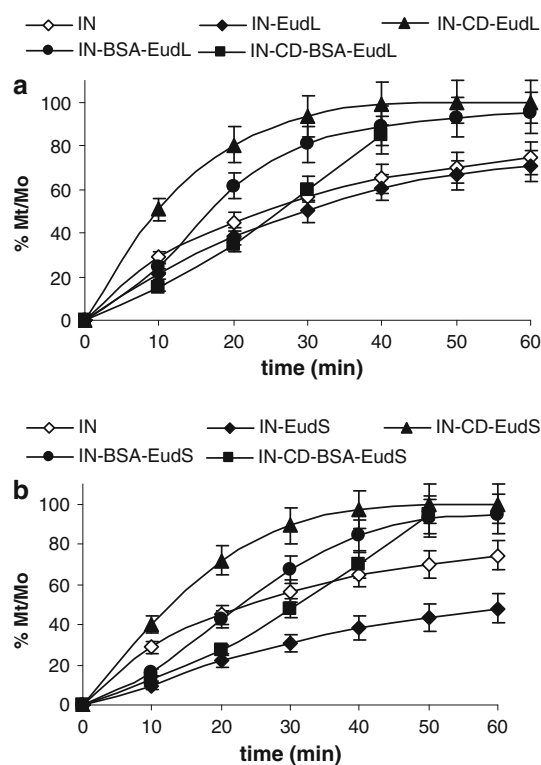 IN IN-EudL IN-CD-EudL
IN-BSA-EudL IN-CD-BSA-EudL
a
100
80
60
40
20
0
% Mt/Mo
0 10 20 30 40 50 60
time (min)
IN IN-EudS IN-CD-EudS
IN-BSA-EudS IN-CD-BSA-EudS
b
100
80
60
40
20
0
% Mt/Mo
0 10 20 30 40 50 60
time (min)